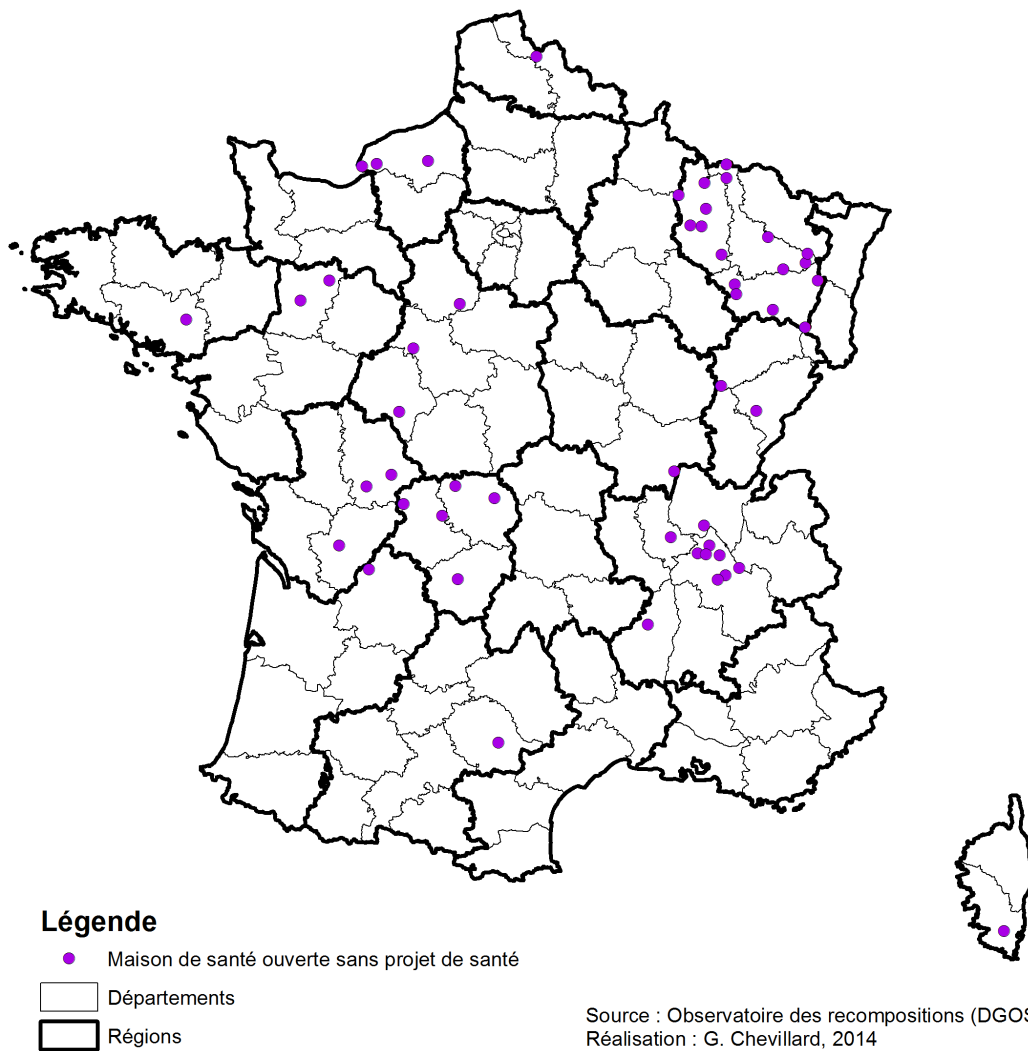 Légende
Maison de santé ouverte sans projet de santé
Départements
Régions
Source : Observatoire des recompositions (DGOS
Réalisation : G. Chevillard, 2014